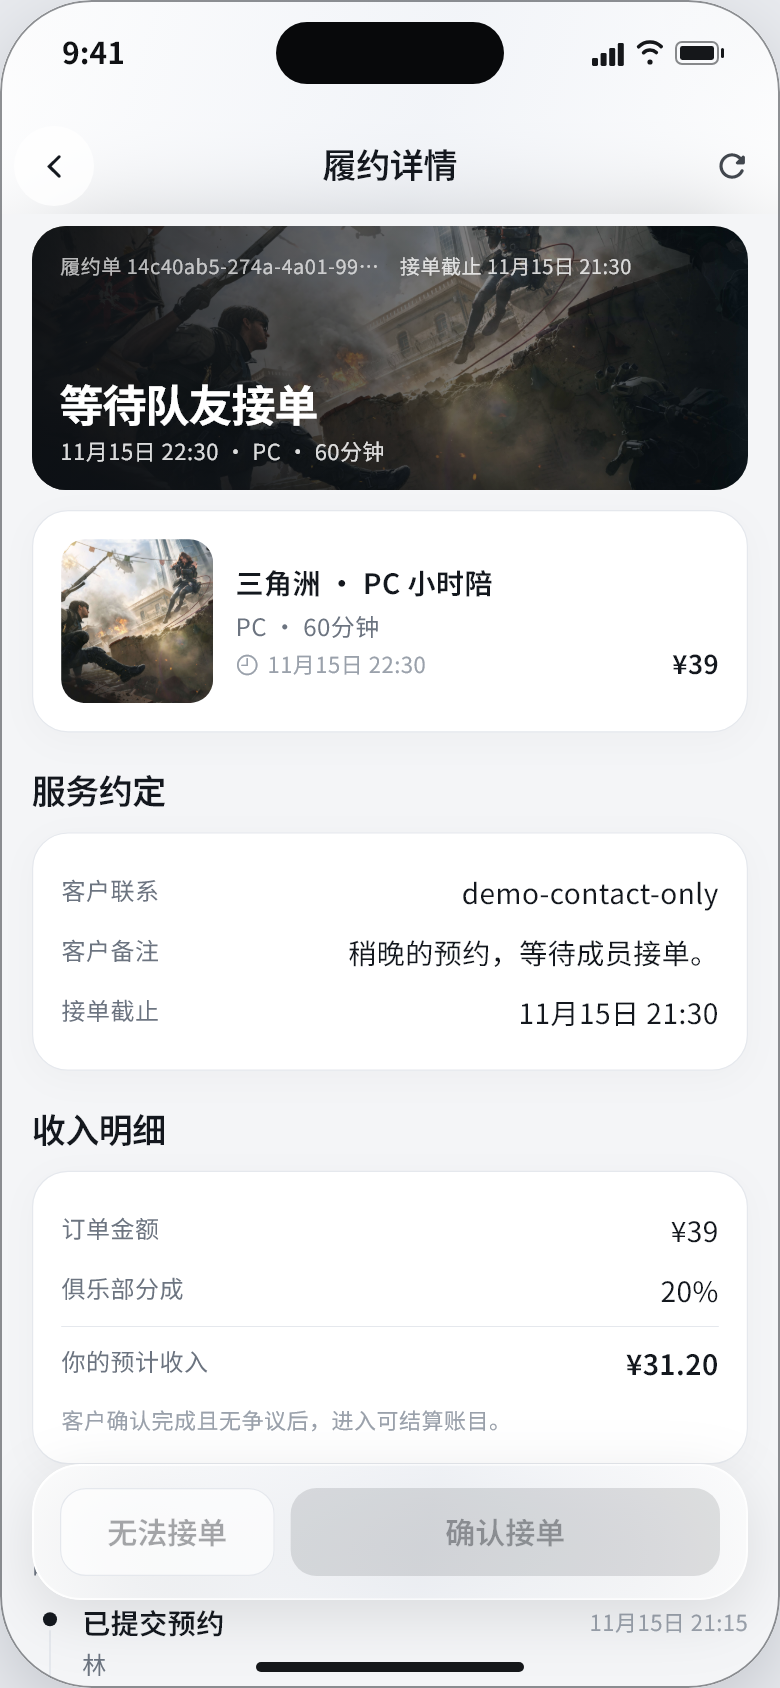 9:41
履约详情
履约单 14c40ab5-274a-4a01-99… 接单截止 11月15日 21:30
等待队友接单
11月15日 22:30 · PC · 60分钟
三角洲 · PC 小时陪
PC · 60分钟
11月15日 22:30
¥39
服务约定
客户联系 demo-contact-only
客户备注 稍晚的预约，等待成员接单。
接单截止 11月15日 21:30
收入明细
订单金额 ¥39
俱乐部分成 20%
你的预计收入 ¥31.20
客户确认完成且无争议后，进入可结算账目。
无法接单 确认接单
已提交预约 11月15日 21:15
林